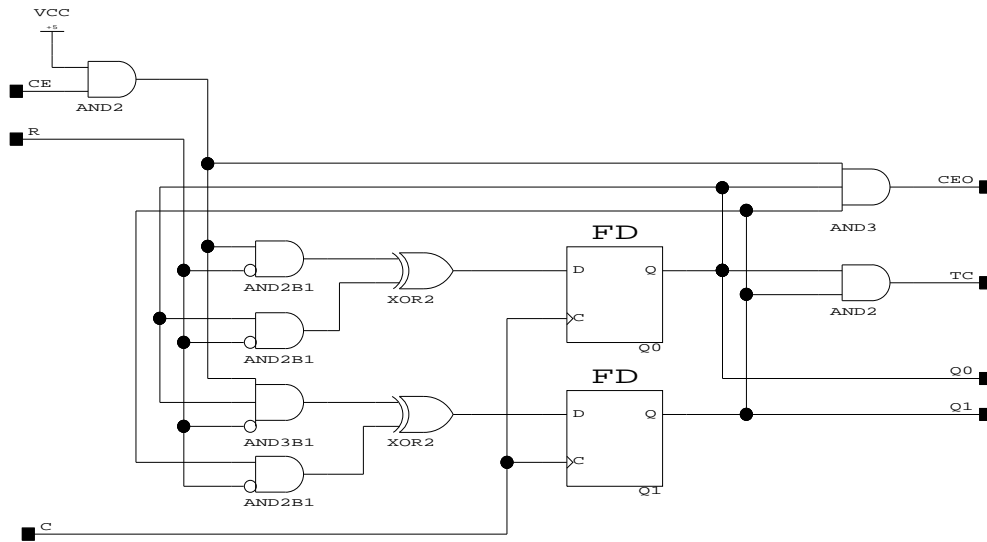 VCC
+5
CE
AND2
R
CEO
AND3
FD
D
Q
AND2B1
XOR2
TC
AND2
C
Q0
AND2B1
FD
Q0
D
Q
Q1
AND3B1
XOR2
C
Q1
AND2B1
C